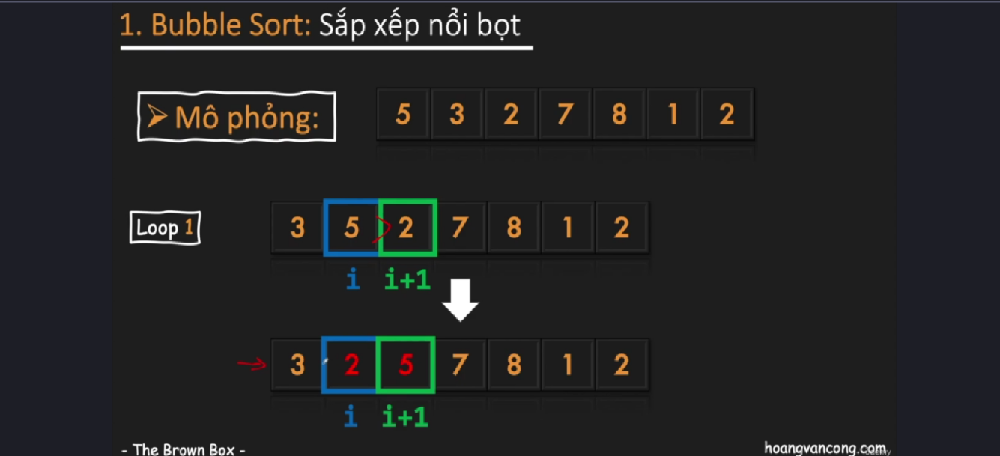 1. Bubble Sort: Sắp xếp nổi bọt
➢ Mô phỏng:
5 3 2 7 8 1 2
Loop 1
3 5 > 2 7 8 1 2
i i+1
3 2 5 7 8 1 2
i i+1
- The Brown Box -
hoangvancong.com